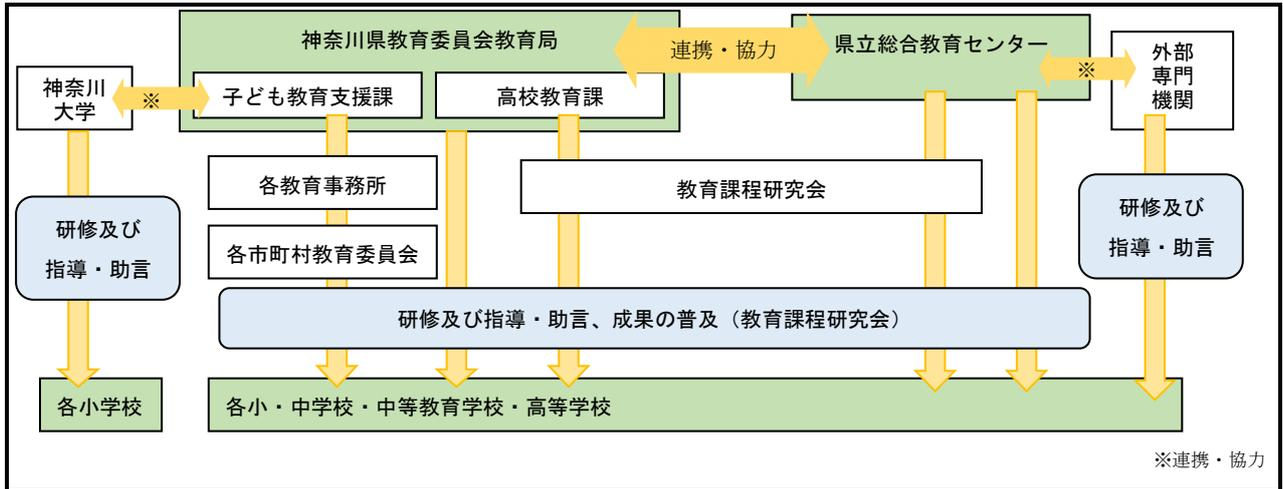 神奈川県教育委員会教育局
連携・協力
県立総合教育センター
外部
専門
機関
神奈川
大学
※
子ども教育支援課
高校教育課
※
各教育事務所
教育課程研究会
研修及び
指導・助言
研修及び
指導・助言
各市町村教育委員会
研修及び指導・助言、成果の普及（教育課程研究会）
各小学校
各小・中学校・中等教育学校・高等学校
※連携・協力